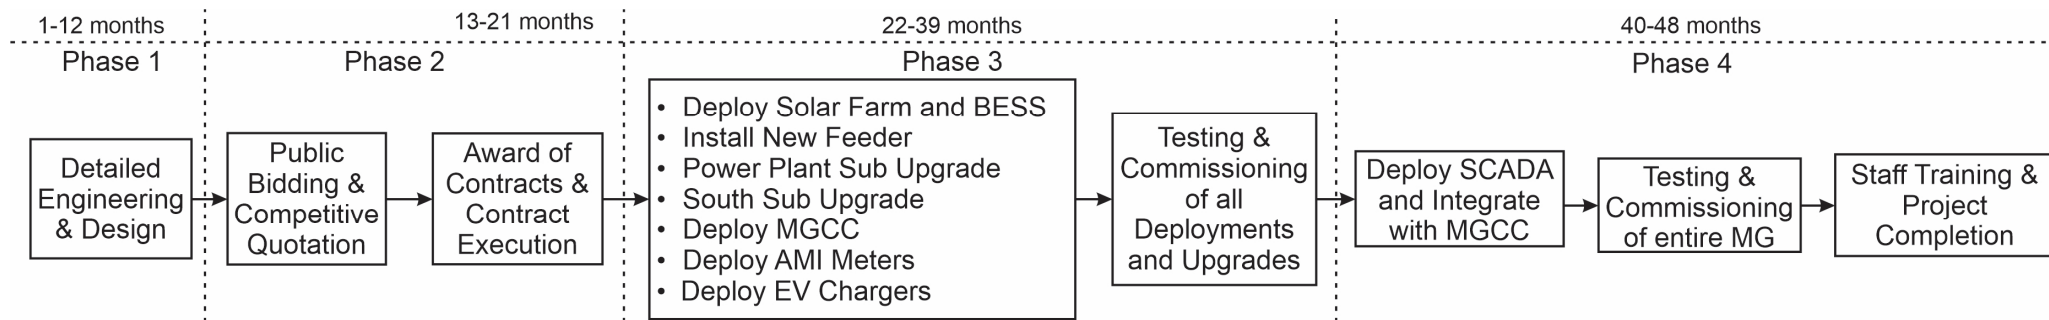 1-12 months
13-21 months
22-39 months
40-48 months
Phase 1
Phase 2
Phase 3
Phase 4
Detailed
Engineering
& Design
Public
Bidding &
Competitive
Quotation
Award of
Contracts &
Contract
Execution
• Deploy Solar Farm and BESS
• Install New Feeder
• Power Plant Sub Upgrade
• South Sub Upgrade
• Deploy MGCC
• Deploy AMI Meters
• Deploy EV Chargers
Testing &
Commissioning
of all
Deployments
and Upgrades
Deploy SCADA
and Integrate
with MGCC
Testing &
Commissioning
of entire MG
Staff Training &
Project
Completion